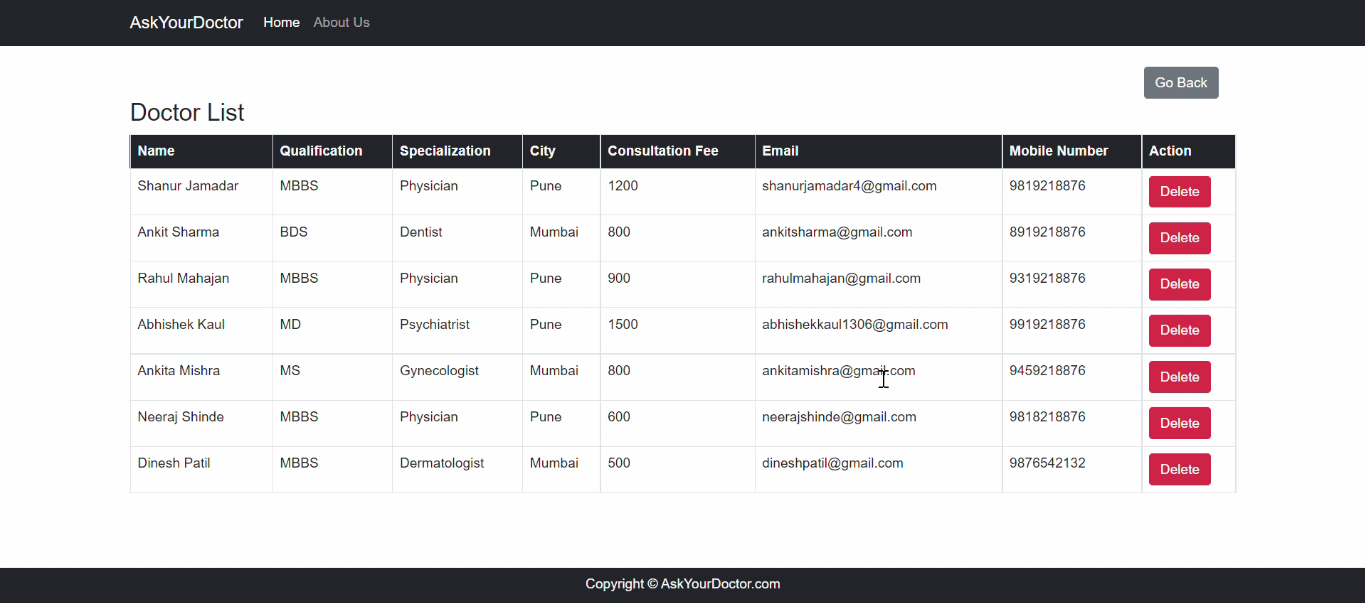 AskYourDoctor Home About Us
Go Back
Doctor List
Name Qualification Specialization City Consultation Fee Email Mobile Number Action
Shanur Jamadar MBBS Physician Pune 1200 shanurjamadar4@gmail.com 9819218876 Delete
Ankit Sharma BDS Dentist Mumbai 800 ankitsharma@gmail.com 8919218876 Delete
Rahul Mahajan MBBS Physician Pune 900 rahulmahajan@gmail.com 9319218876 Delete
Abhishek Kaul MD Psychiatrist Pune 1500 abhishekkaul1306@gmail.com 9919218876 Delete
Ankita Mishra MS Gynecologist Mumbai 800 ankitamishra@gmail.com 9459218876 Delete
Neeraj Shinde MBBS Physician Pune 600 neerajshinde@gmail.com 9818218876 Delete
Dinesh Patil MBBS Dermatologist Mumbai 500 dineshpatil@gmail.com 9876542132 Delete
Copyright © AskYourDoctor.com